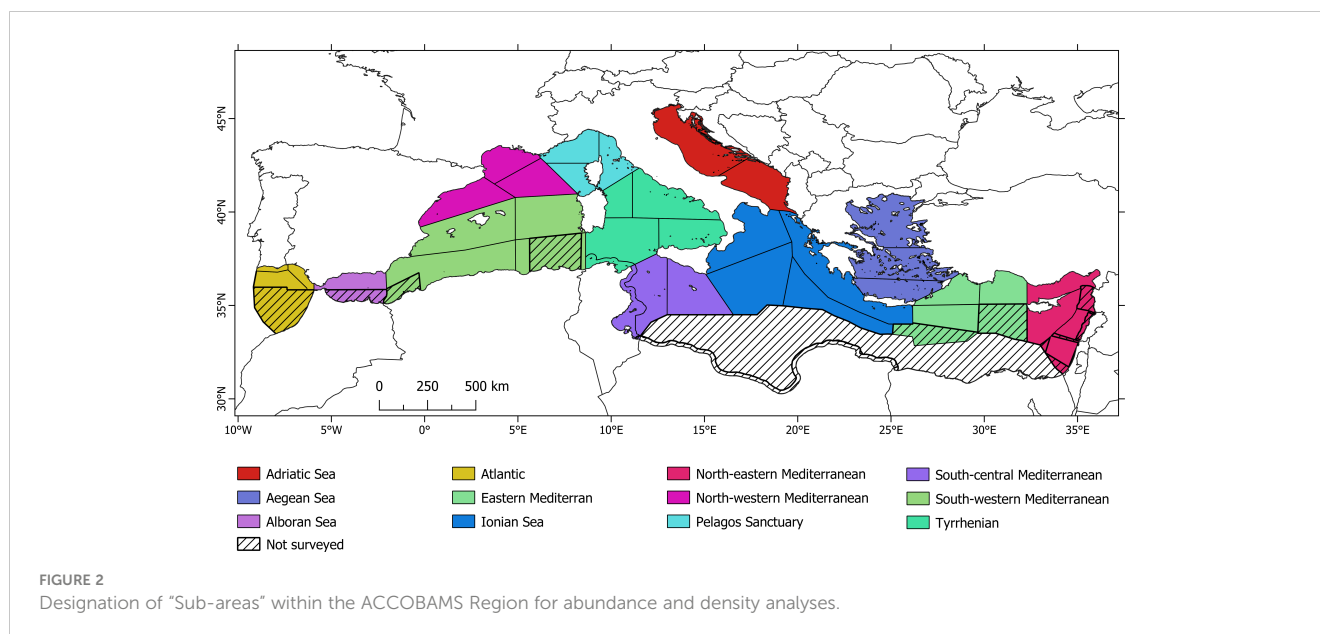 45°N
40°N
35°N
30°N
0 250 500 km
10°W 5°W 0° 5°E 10°E 15°E 20°E 25°E 30°E 35°E
Adriatic Sea Atlantic North-eastern Mediterranean South-central Mediterranean
Aegean Sea Eastern Mediterran North-western Mediterranean South-western Mediterranean
Alboran Sea Ionian Sea Pelagos Sanctuary Tyrrhenian
Not surveyed
FIGURE 2
Designation of “Sub-areas” within the ACCOBAMS Region for abundance and density analyses.